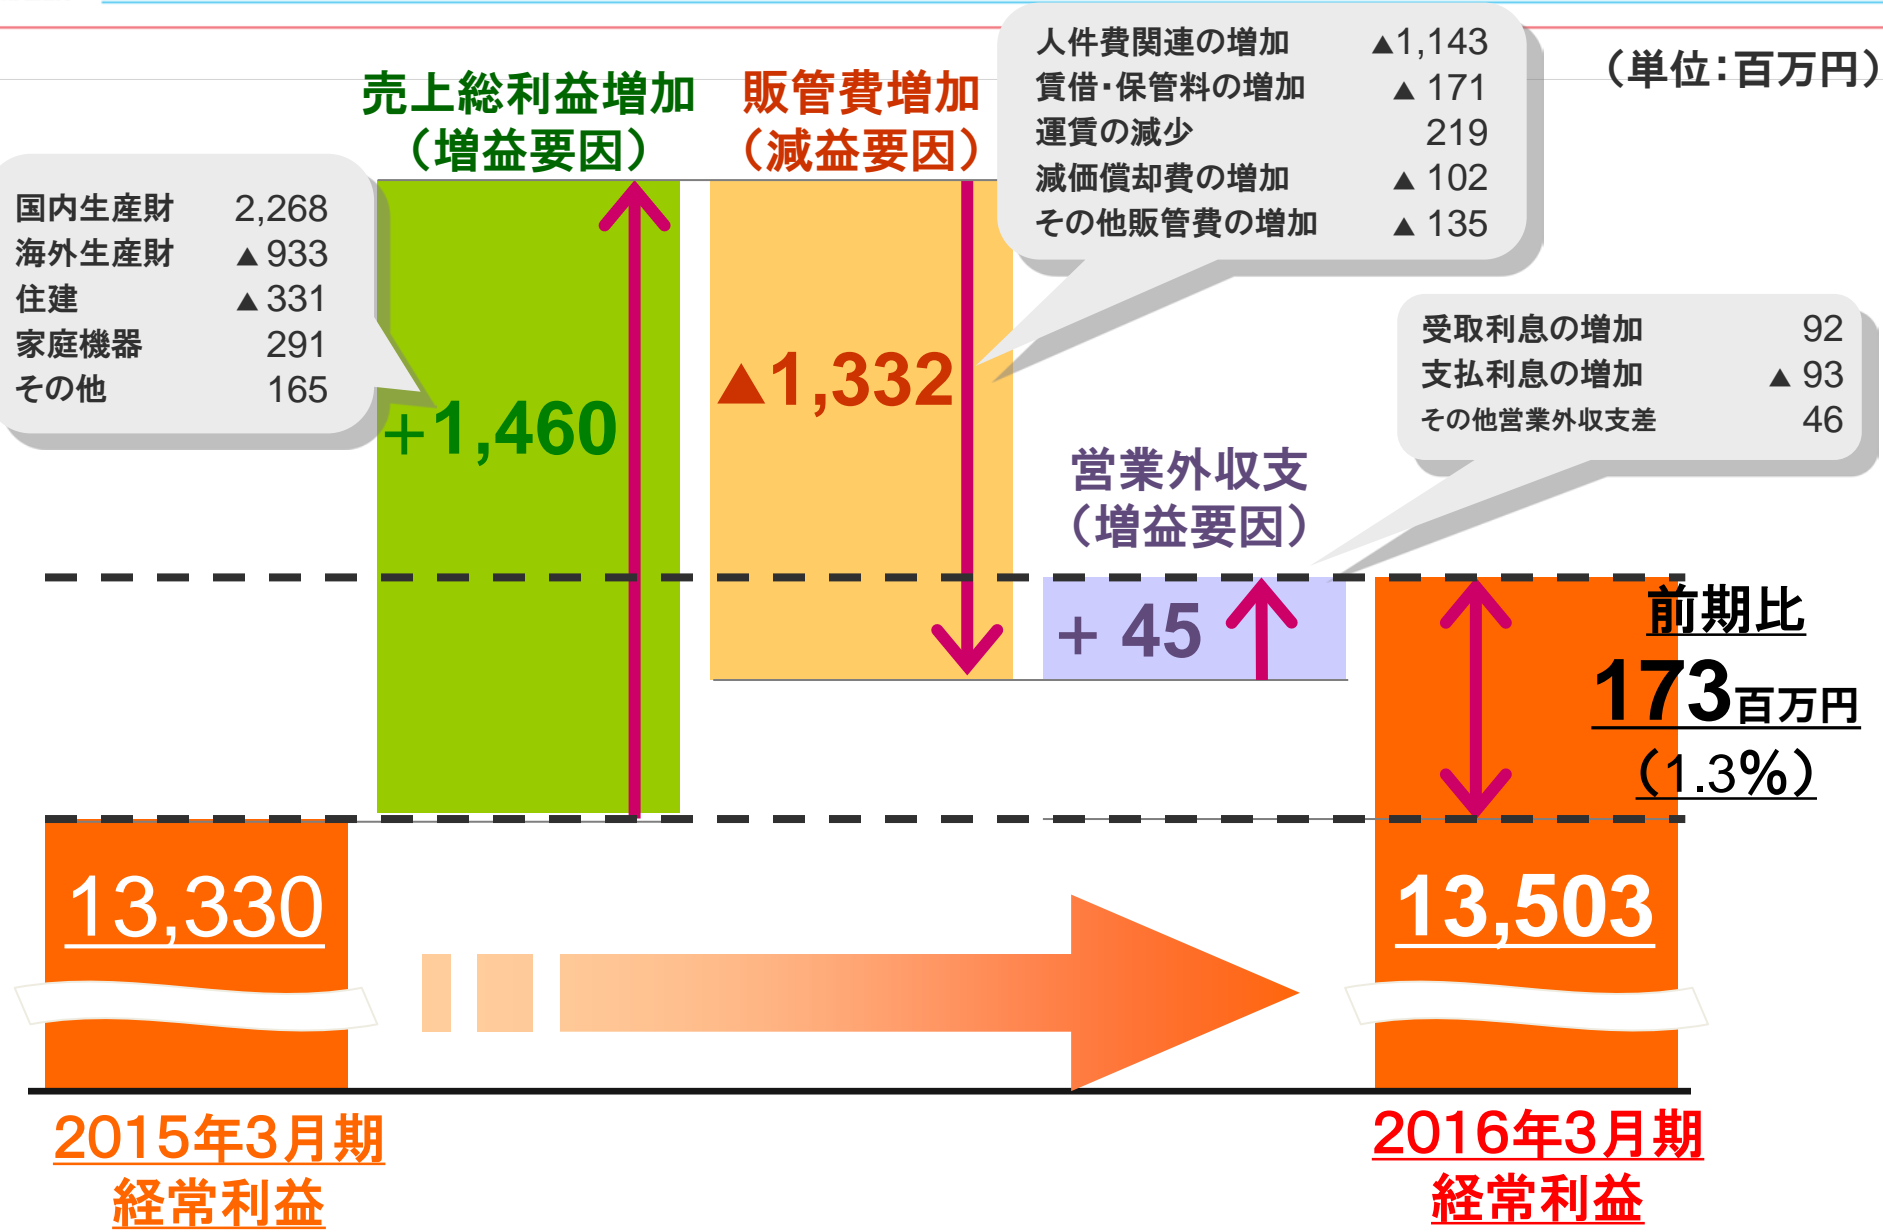 (単位:百万円)
売上総利益増加
(増益要因)
販管費増加
(減益要因)
人件費関連の増加 ▲1,143
賃借・保管料の増加 ▲ 171
運賃の減少 219
減価償却費の増加 ▲ 102
その他販管費の増加 ▲ 135
国内生産財 2,268
海外生産財 ▲ 933
住建 ▲ 331
家庭機器 291
その他 165
+1,460
▲1,332
受取利息の増加 92
支払利息の増加 ▲ 93
その他営業外収支差 46
営業外収支
(増益要因)
+ 45
前期比
173百万円
(1.3%)
13,330
13,503
2015年3月期
経常利益
2016年3月期
経常利益